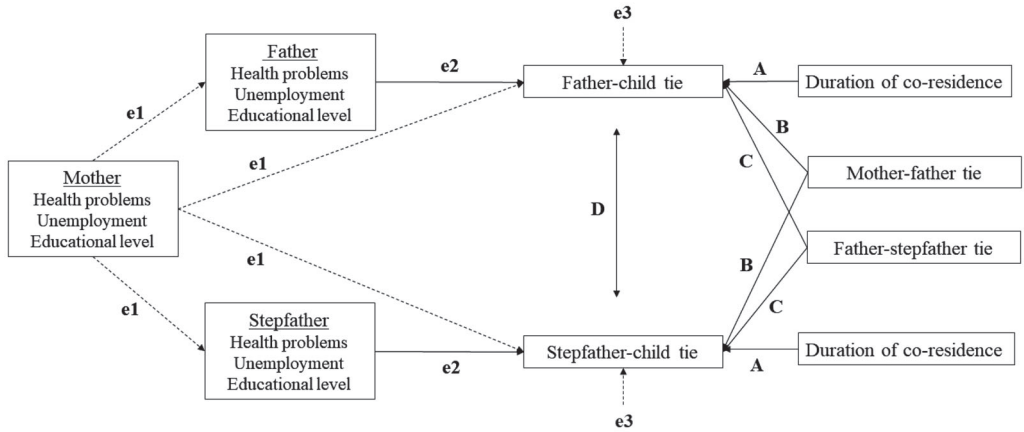 e3
Father
Health problems
Unemployment
Educational level
e2
Father-child tie
A
Duration of co-residence
e1
B
e1
C
Mother
Health problems
Unemployment
Educational level
Mother-father tie
D
Father-stepfather tie
e1
B
e1
C
Stepfather
Health problems
Unemployment
Educational level
e2
Stepfather-child tie
A
Duration of co-residence
e3